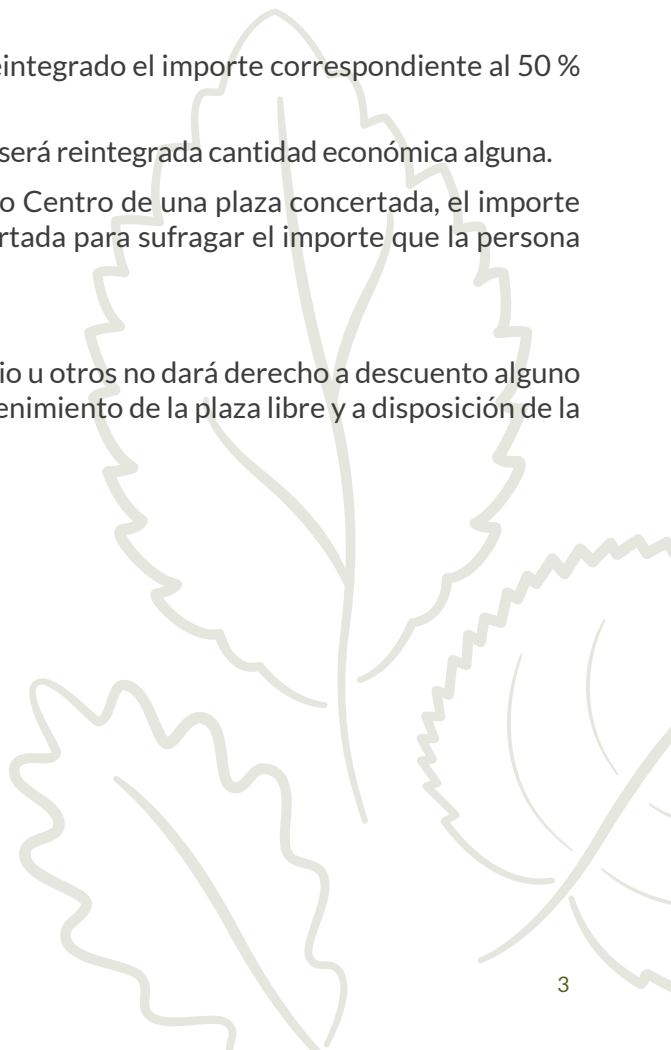 eintegrado el importe correspondiente al 50 %
será reintegrada cantidad económica alguna.
o Centro de una plaza concertada, el importe
rtada para sufragar el importe que la persona
io u otros no dará derecho a descuento alguno
enimiento de la plaza libre y a disposición de la
3